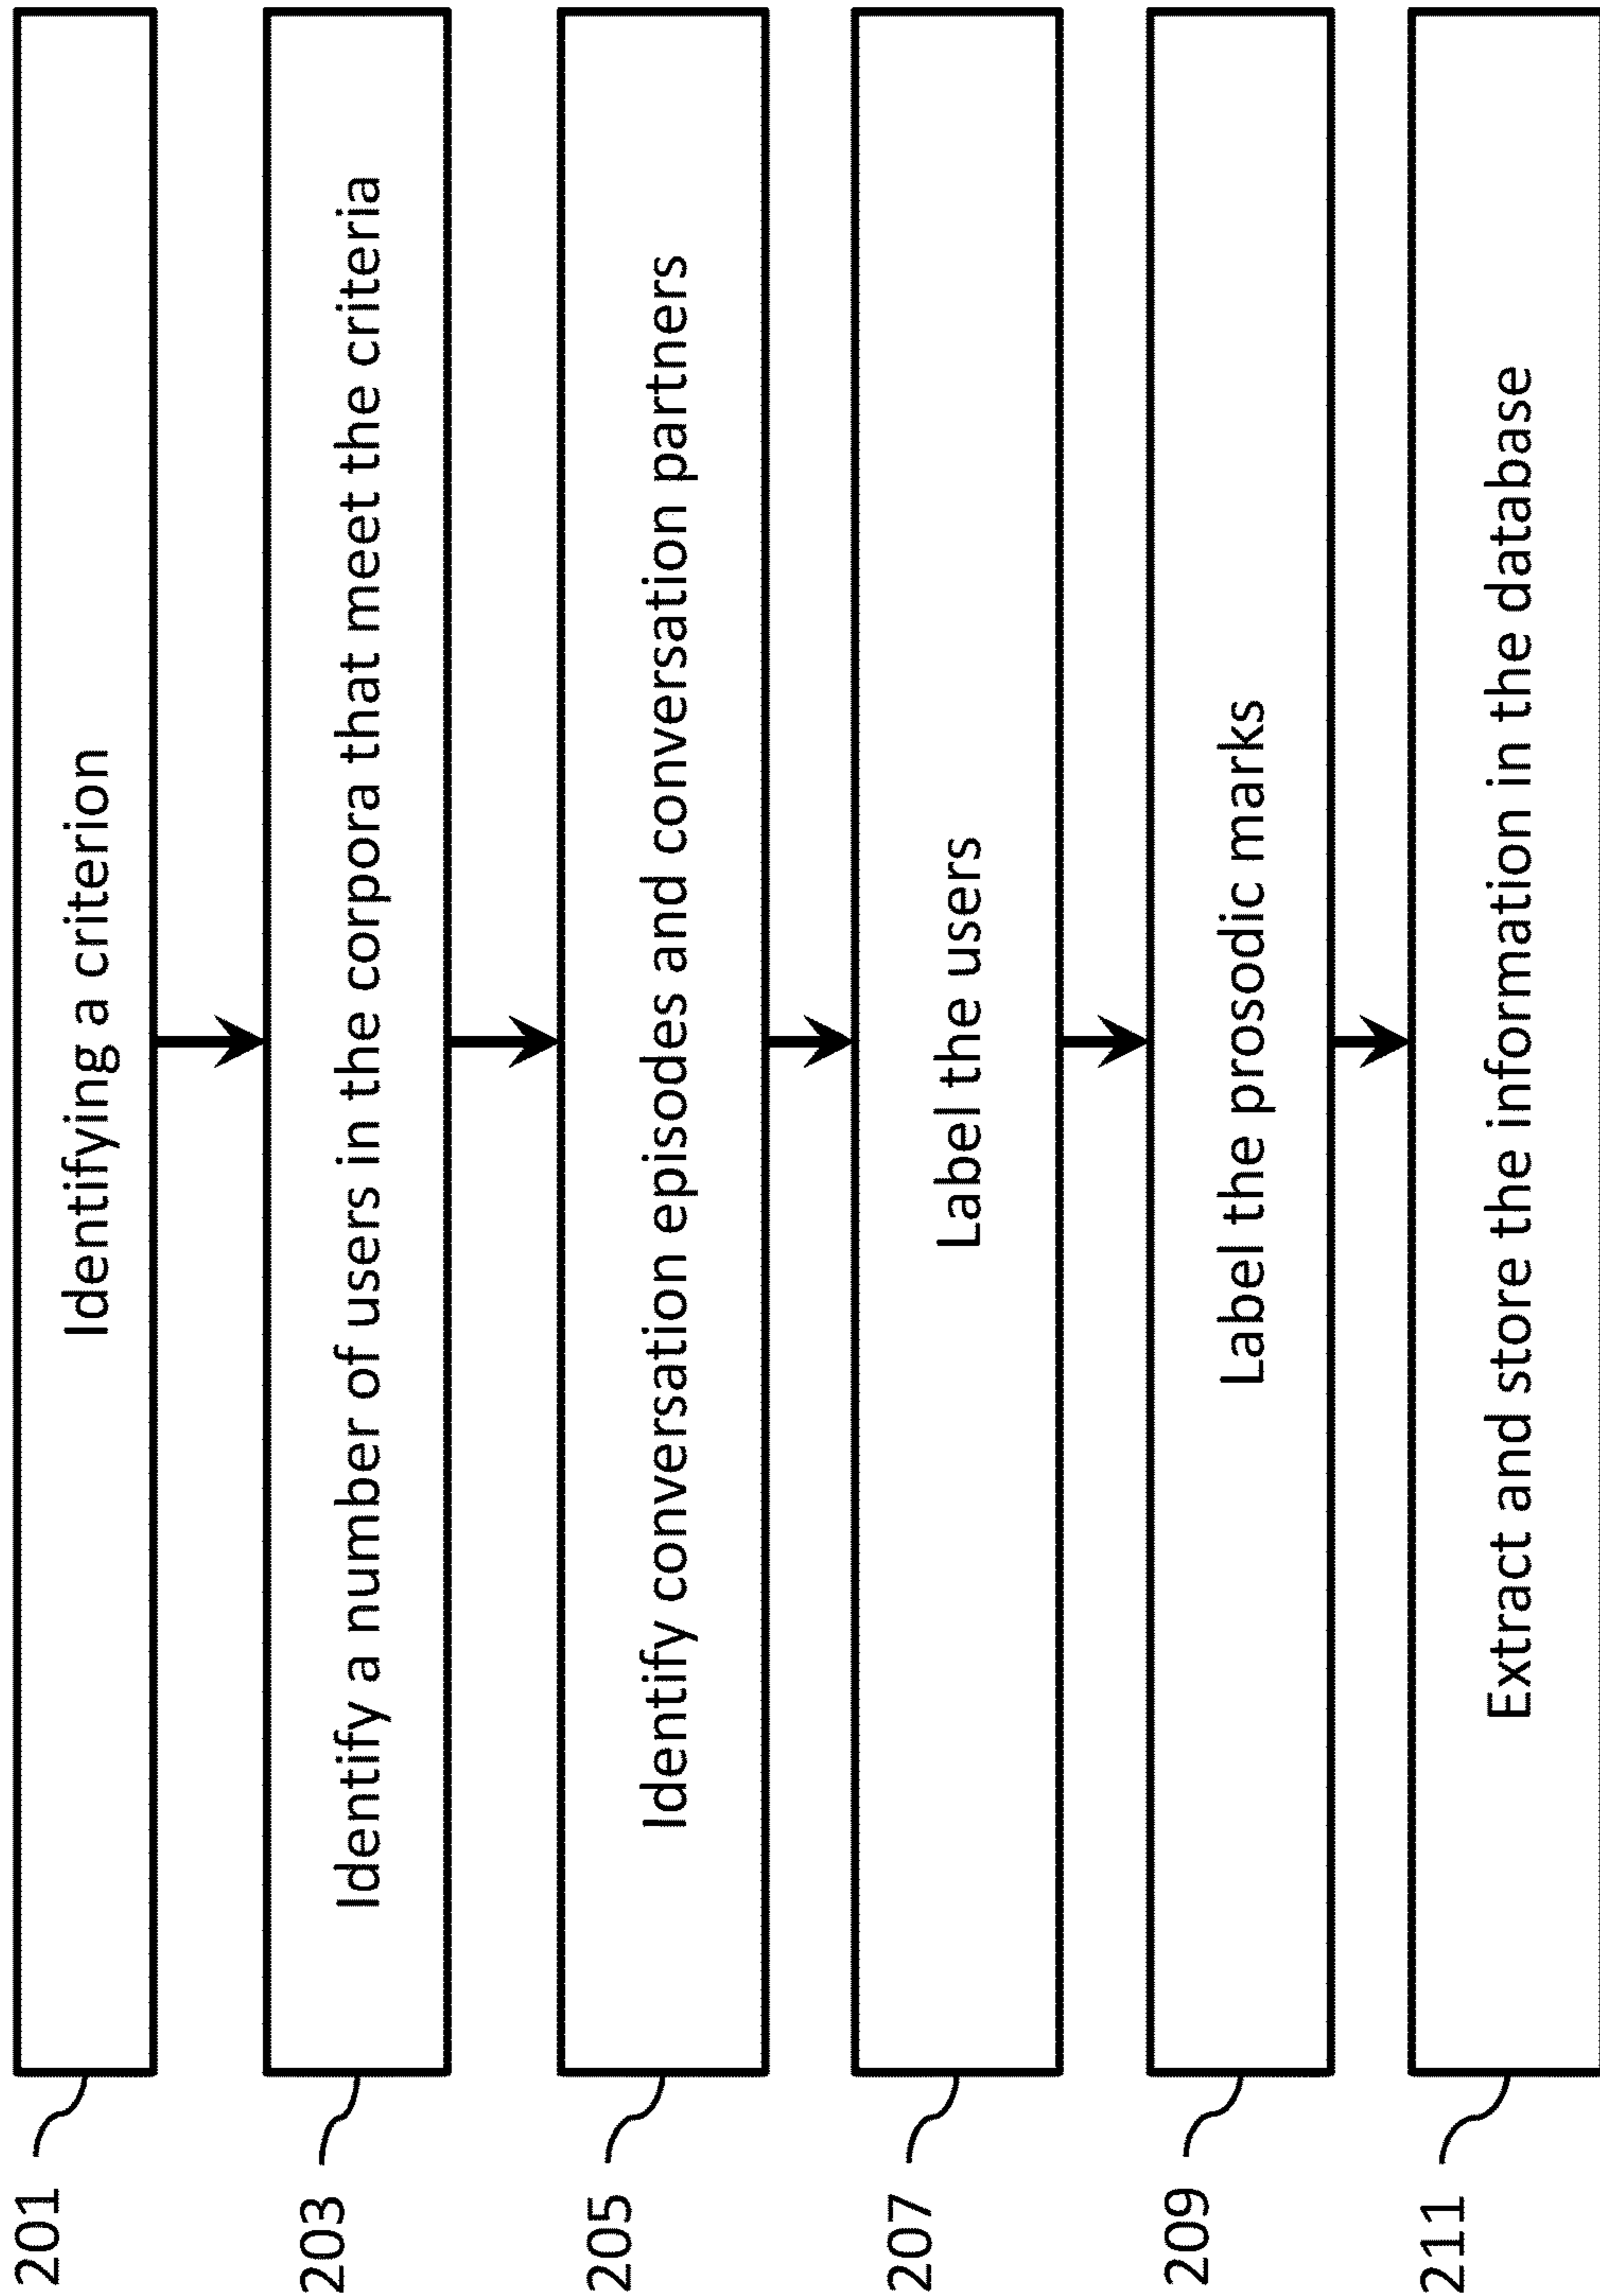 201
Identifying a criterion
203
Identify a number of users in the corpora that meet the criteria
205
Identify conversation episodes and conversation partners
207
Label the users
209
Label the prosodic marks
211
Extract and store the information in the database